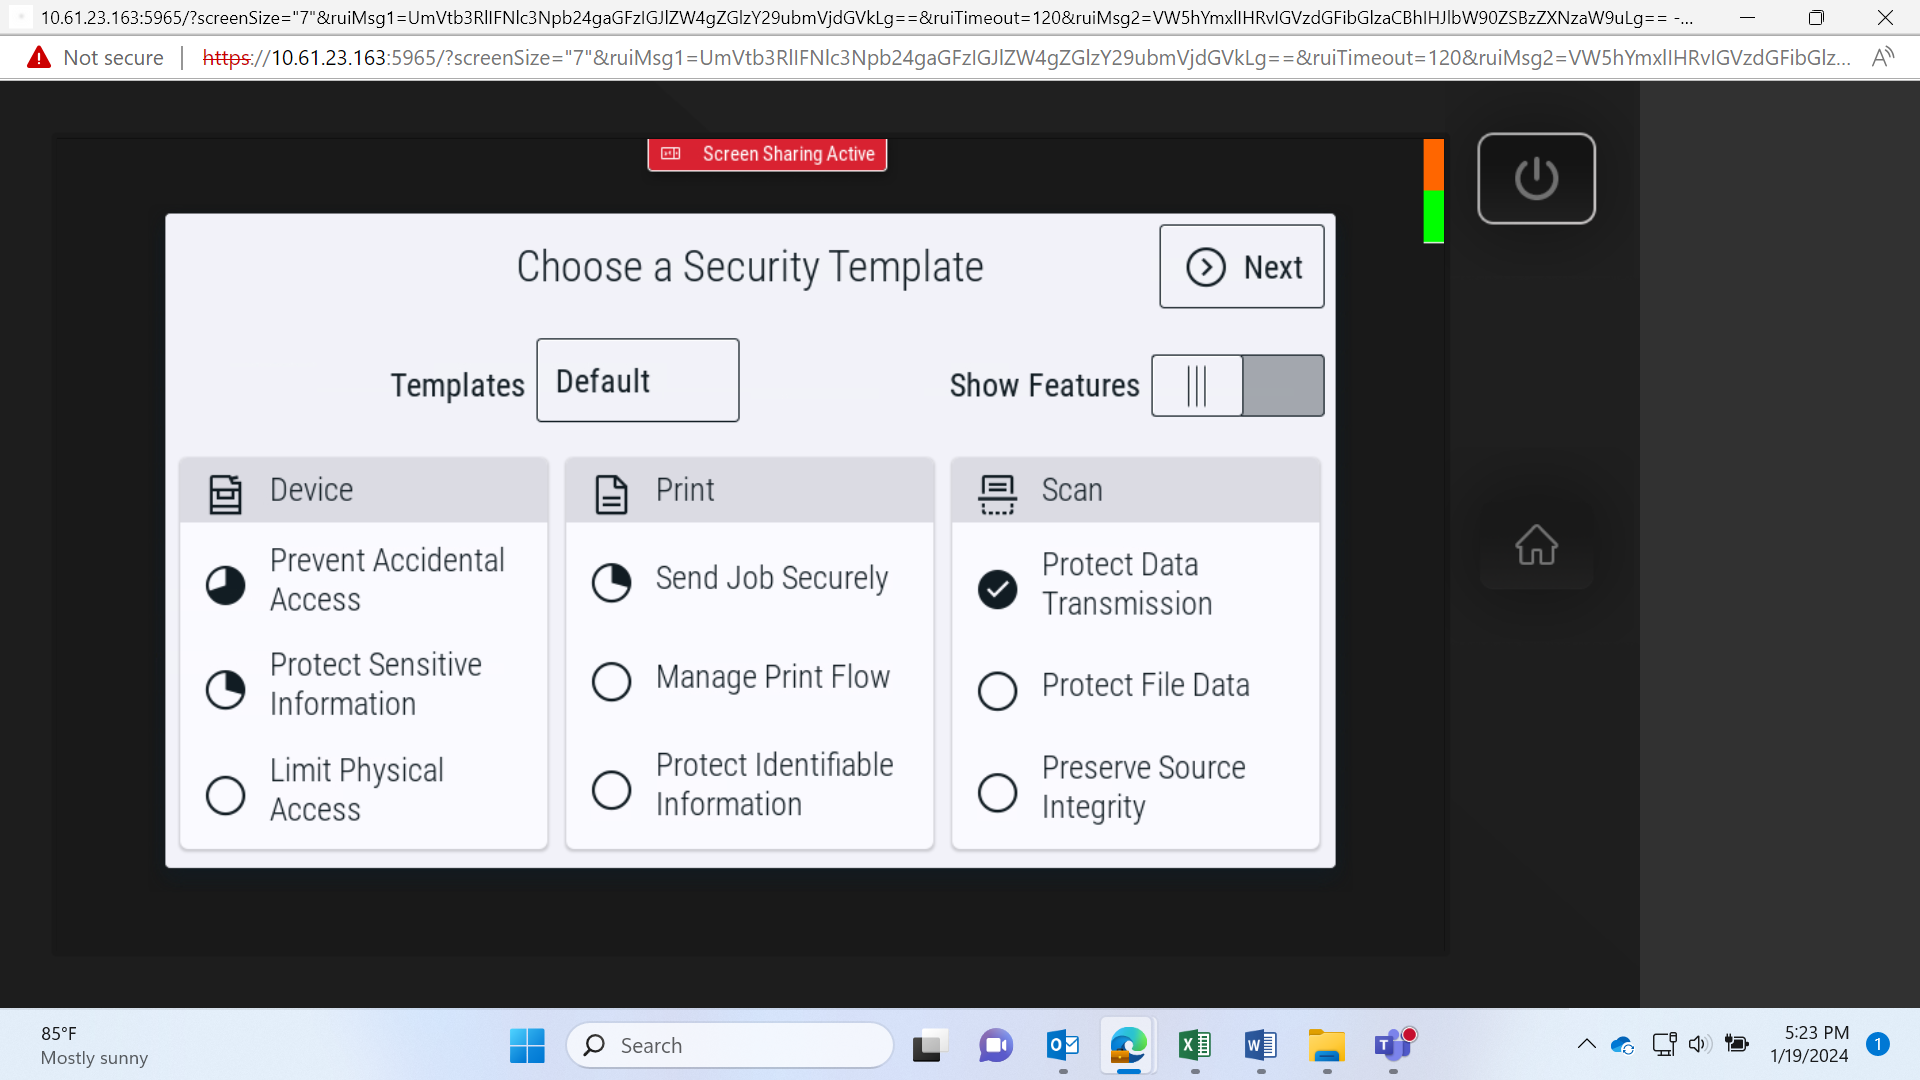 10.61.23.163:5965/?screenSize="7"&ruiMsg1=UmVtb3RlIFNlc3Npb24gaGFzIGJlZW4gZGlzY29ubmVjdGVkLg==&ruiTimeout=120&ruiMsg2=VW5hYmxlIHRvIGVzdGFibGlzaCBhIHJlbW90ZSBzZXNzaW9uLg== -...
Not secure
https://10.61.23.163:5965/?screenSize="7"&ruiMsg1=UmVtb3RlIFNlc3Npb24gaGFzIGJlZW4gZGlzY29ubmVjdGVkLg==&ruiTimeout=120&ruiMsg2=VW5hYmxlIHRvIGVzdGFibGlz...
Screen Sharing Active
Choose a Security Template
Next
Templates
Default
Show Features
Device
Prevent Accidental
Access
Protect Sensitive
Information
Limit Physical
Access
Print
Send Job Securely
Manage Print Flow
Protect Identifiable
Information
Scan
Protect Data
Transmission
Protect File Data
Preserve Source
Integrity
85°F
Mostly sunny
Search
5:23 PM
1/19/2024
1